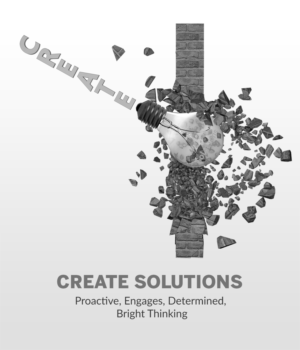 CREATE
CREATE SOLUTIONS
Proactive, Engages, Determined,
Bright Thinking